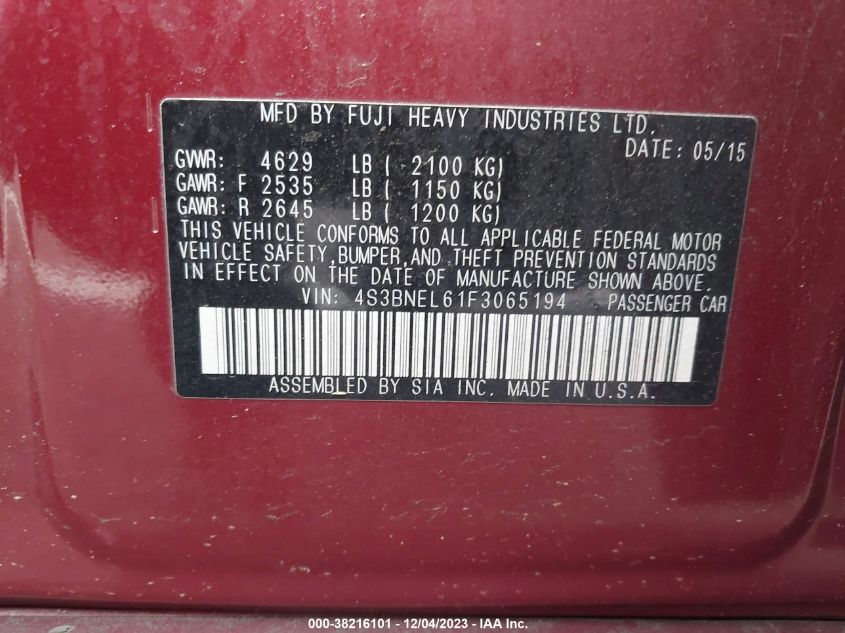 MFD BY FUJI HEAVY INDUSTRIES LTD.
DATE: 05/15
GVWR: 4629 LB ( 2100 KG)
GAWR: F 2535 LB ( 1150 KG)
GAWR: R 2645 LB ( 1200 KG)
THIS VEHICLE CONFORMS TO ALL APPLICABLE FEDERAL MOTOR
VEHICLE SAFETY, BUMPER, AND THEFT PREVENTION STANDARDS
IN EFFECT ON THE DATE OF MANUFACTURE SHOWN ABOVE.
VIN: 4S3BNEL61F3065194 PASSENGER CAR
ASSEMBLED BY SIA INC. MADE IN U.S.A.
000-38216101 - 12/04/2023 - IAA Inc.